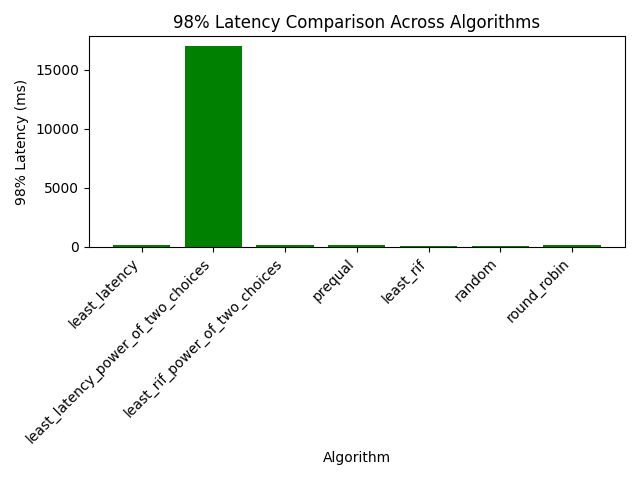 98% Latency Comparison Across Algorithms
98% Latency (ms)
15000
10000
5000
0
least_latency
least_latency_power_of_two_choices
least_rif_power_of_two_choices
prequal
least_rif
random
round_robin
Algorithm